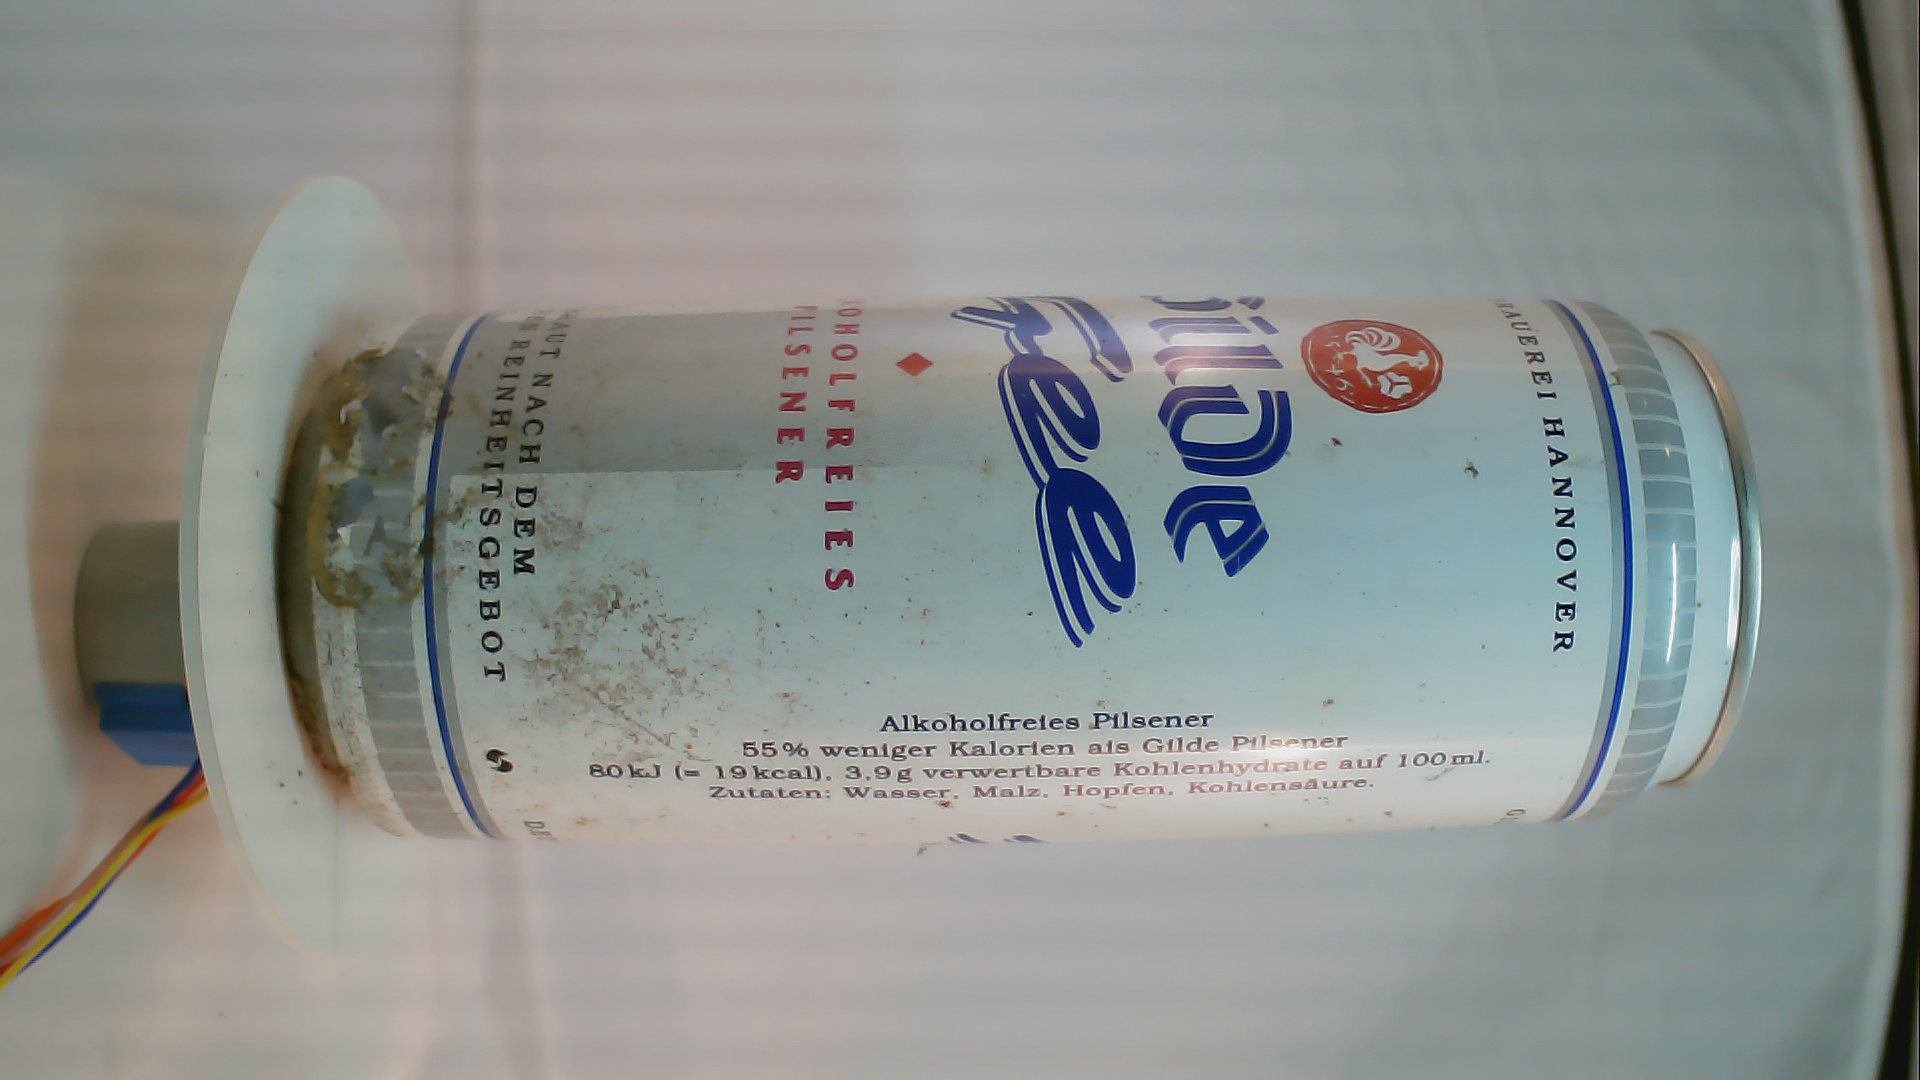 BRAUEREI HANNOVER
1546
Gilde
Free
ALKOHOLFREIES
PILSENER
GEBRAUT NACH DEM
REINHEITSGEBOT
Alkoholfreies Pilsener
55% weniger Kalorien als Gilde Pilsener
80kJ (= 19kcal), 3,9g verwertbare Kohlenhydrate auf 100ml.
Zutaten: Wasser, Malz, Hopfen, Kohlensäure.